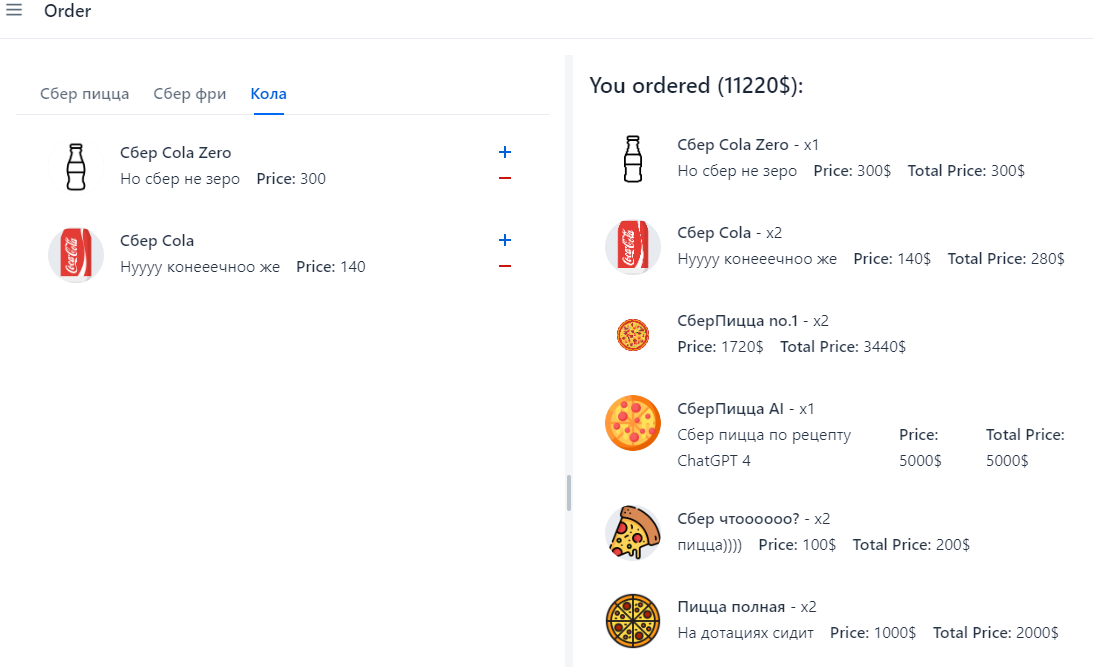 Order
Сбер пицца Сбер фри Кола
Сбер Cola Zero
Но сбер не зеро Price: 300
Сбер Cola
Нуууу конееечноо же Price: 140
You ordered (11220$):
Сбер Cola Zero - x1
Но сбер не зеро Price: 300$ Total Price: 300$
Сбер Cola - x2
Нуууу конееечноо же Price: 140$ Total Price: 280$
СберПицца no.1 - x2
Price: 1720$ Total Price: 3440$
СберПицца AI - x1
Сбер пицца по рецепту Price: Total Price:
ChatGPT 4 5000$ 5000$
Сбер чтоооооо? - x2
пицца)))) Price: 100$ Total Price: 200$
Пицца полная - x2
На дотациях сидит Price: 1000$ Total Price: 2000$